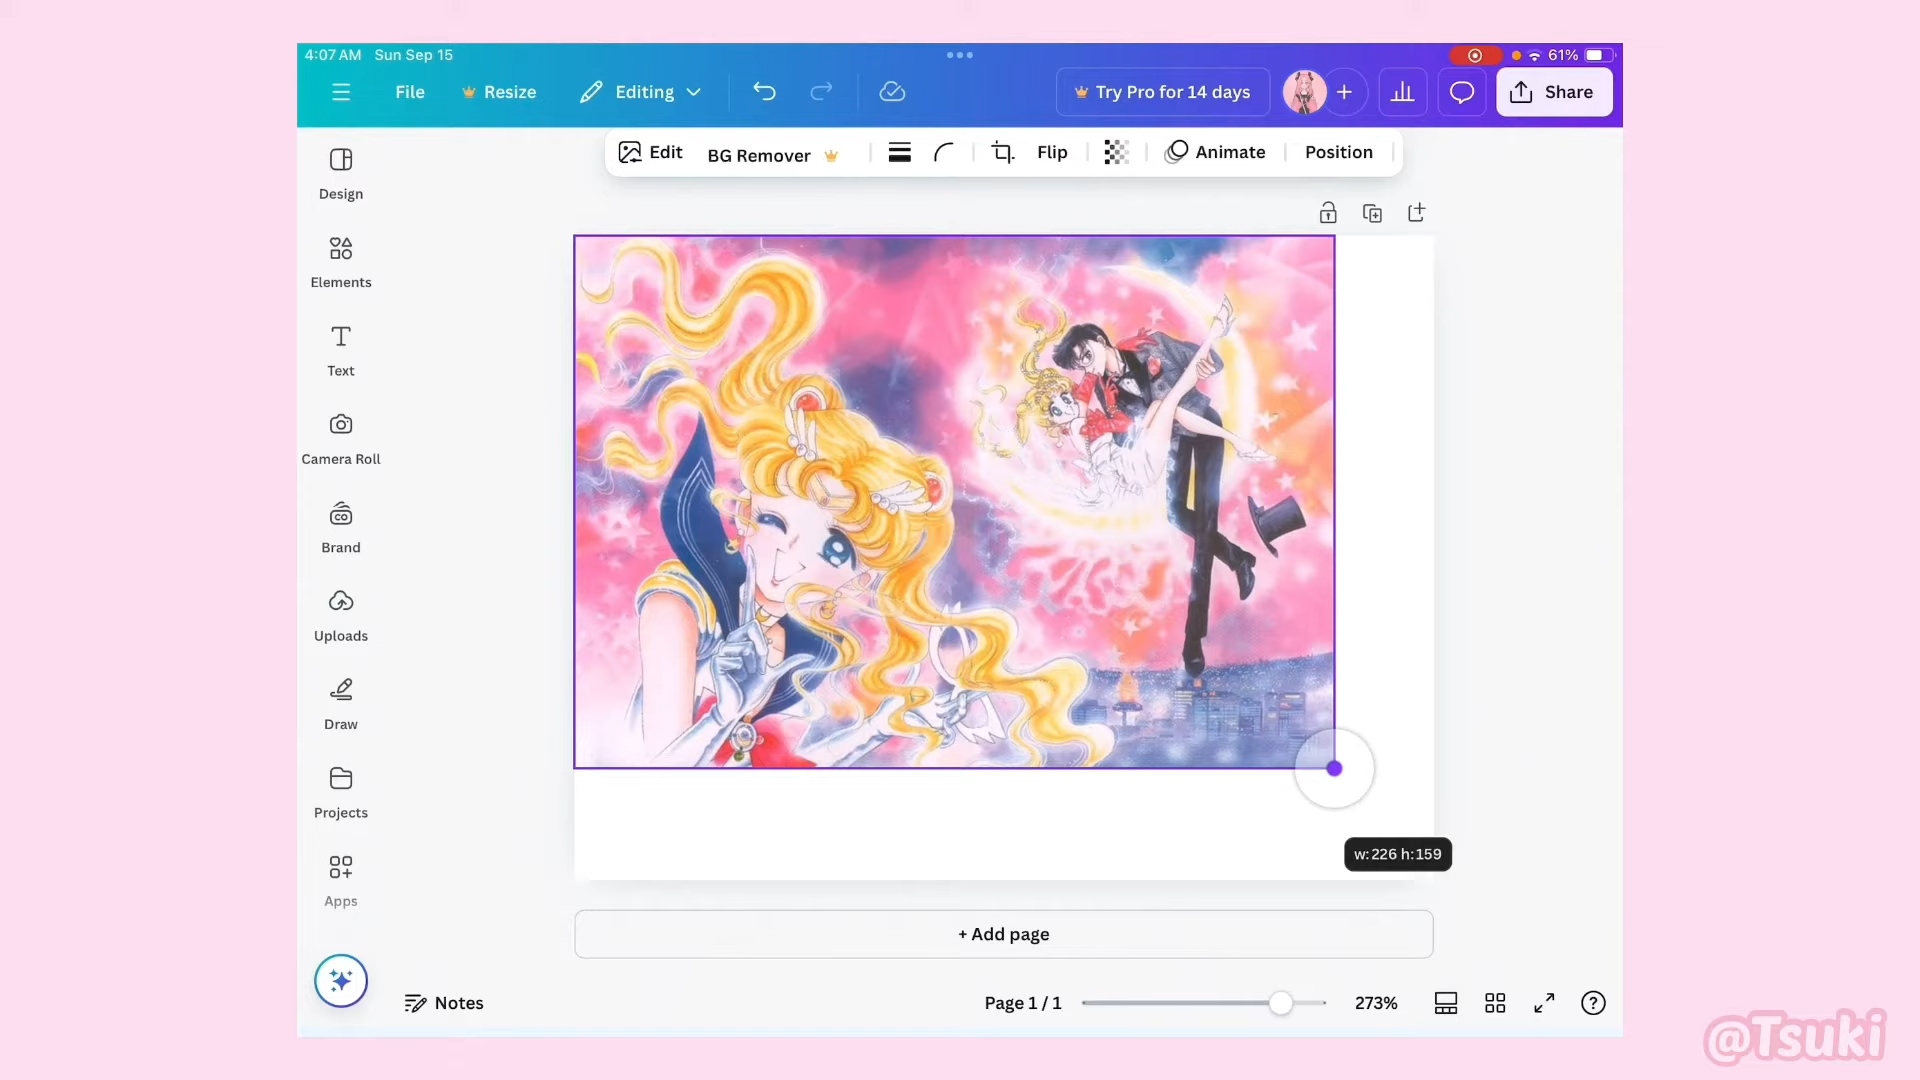 4:07 AM Sun Sep 15
61%
File
Resize
Editing
Try Pro for 14 days
Share
Edit
BG Remover
Flip
Animate
Position
Design
Elements
Text
Camera Roll
CO
Brand
Uploads
Draw
Projects
Apps
w:226 h:159
+ Add page
Notes
Page 1 / 1
273%
@Tsuki